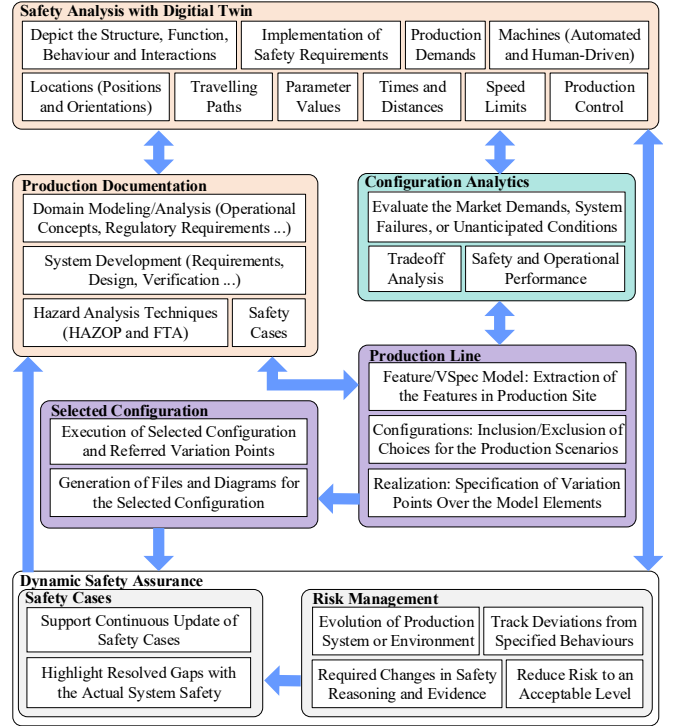 Safety Analysis with Digitial Twin
Depict the Structure, Function,
Behaviour and Interactions
Implementation of
Safety Requirements
Production
Demands
Machines (Automated
and Human-Driven)
Locations (Positions
and Orientations)
Travelling
Paths
Parameter
Values
Times and
Distances
Speed
Limits
Production
Control
Production Documentation
Domain Modeling/Analysis (Operational
Concepts, Regulatory Requirements ...)
System Development (Requirements,
Design, Verification ...)
Hazard Analysis Techniques
(HAZOP and FTA)
Safety
Cases
Configuration Analytics
Evaluate the Market Demands, System
Failures, or Unanticipated Conditions
Tradeoff
Analysis
Safety and Operational
Performance
Production Line
Feature/VSpec Model: Extraction of
the Features in Production Site
Configurations: Inclusion/Exclusion of
Choices for the Production Scenarios
Realization: Specification of Variation
Points Over the Model Elements
Selected Configuration
Execution of Selected Configuration
and Referred Variation Points
Generation of Files and Diagrams for
the Selected Configuration
Dynamic Safety Assurance
Safety Cases
Support Continuous Update of
Safety Cases
Highlight Resolved Gaps with
the Actual System Safety
Risk Management
Evolution of Production
System or Environment
Track Deviations from
Specified Behaviours
Required Changes in Safety
Reasoning and Evidence
Reduce Risk to an
Acceptable Level